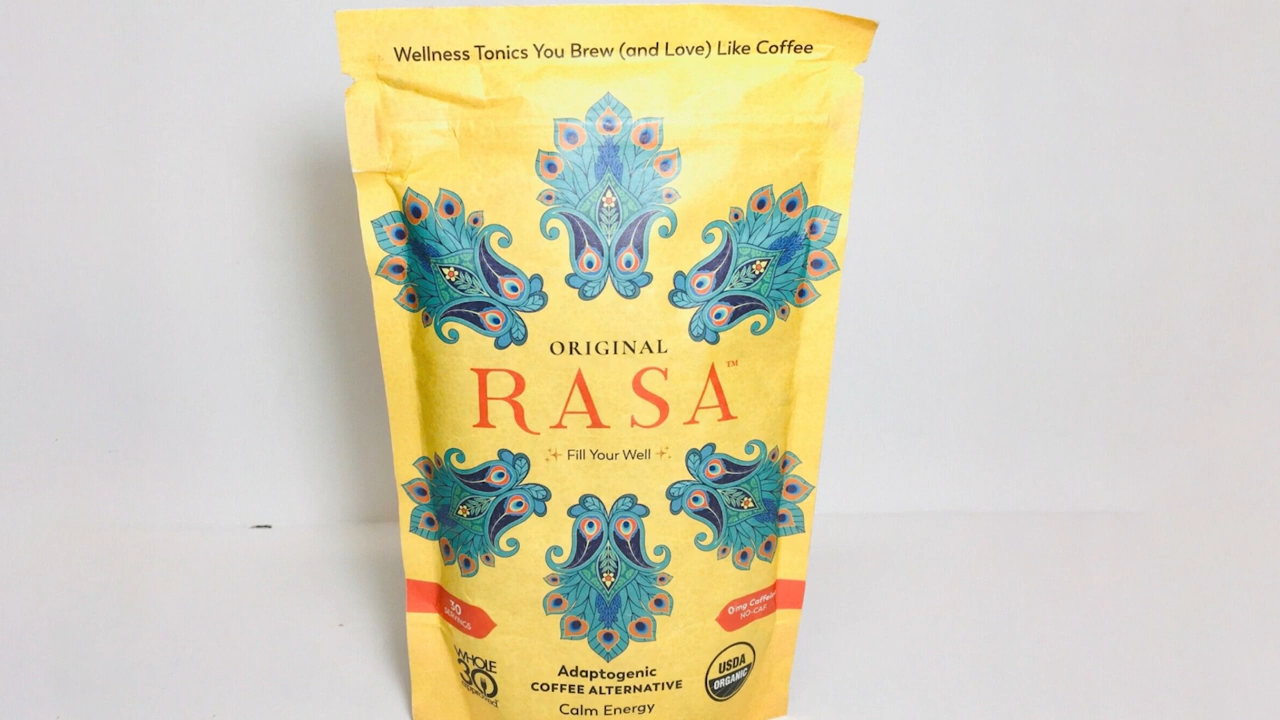 Wellness Tonics You Brew (and Love) Like Coffee
ORIGINAL
RASA™
Fill Your Well
30
SERVINGS
0mg Caffeine
NO-CAF
WHOLE
30
approved
Adaptogenic
COFFEE ALTERNATIVE
Calm Energy
USDA
ORGANIC